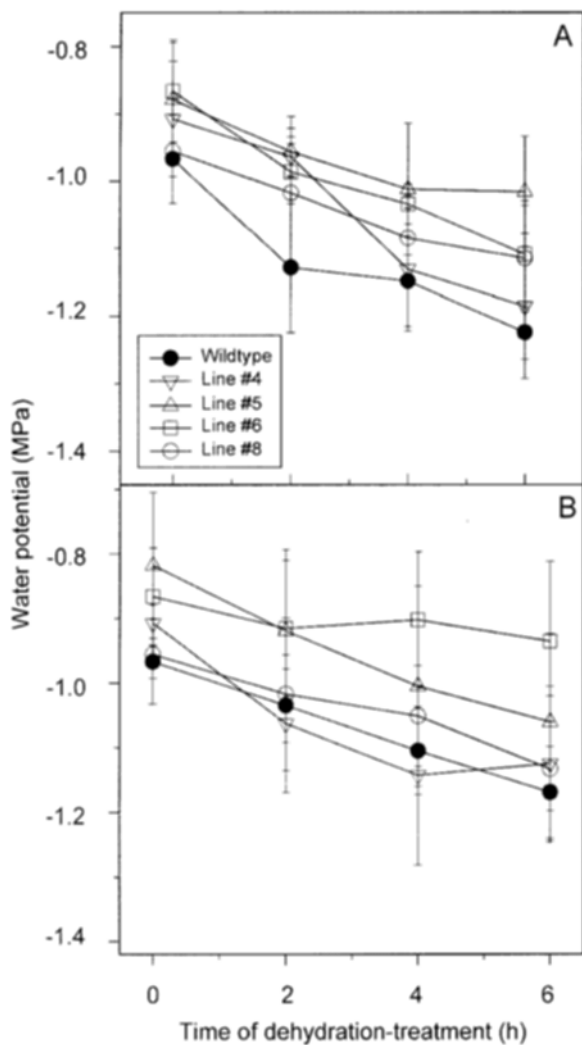 A
-0.8
-1.0
-1.2
-1.4
Wildtype
Line #4
Line #5
Line #6
Line #8
Water potential (MPa)
B
-0.8
-1.0
-1.2
-1.4
0 2 4 6
Time of dehydration-treatment (h)